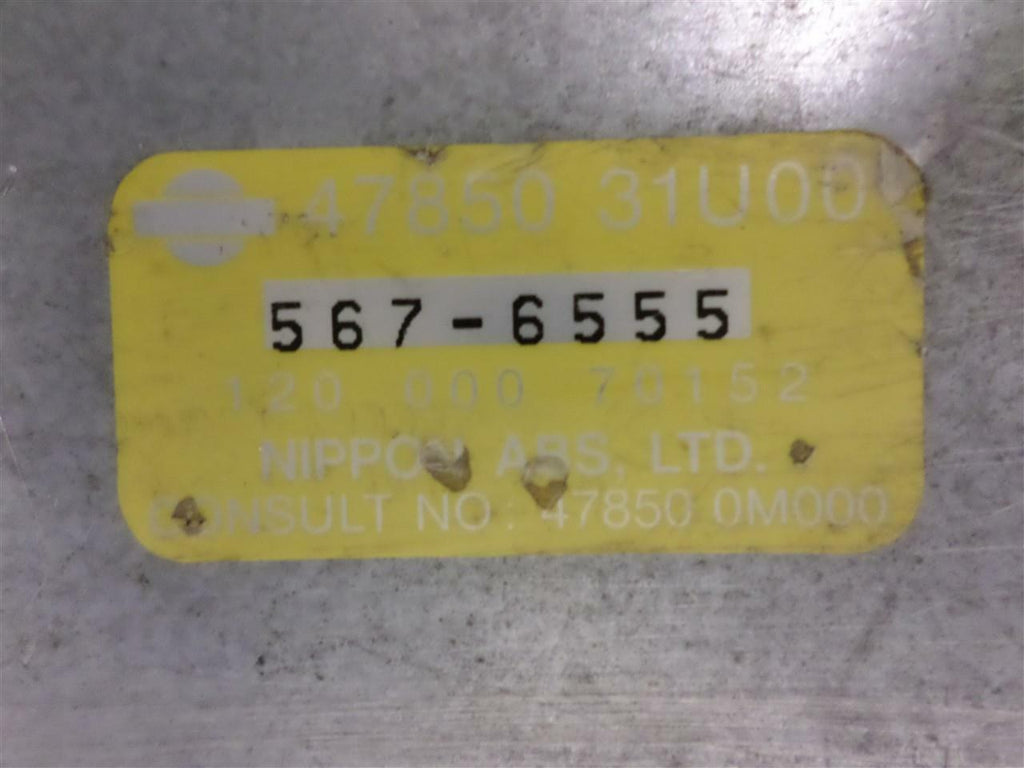 47850 31U00
567-6555
120 000 70152
NIPPON ABS, LTD.
CONSULT NO: 47850 0M000